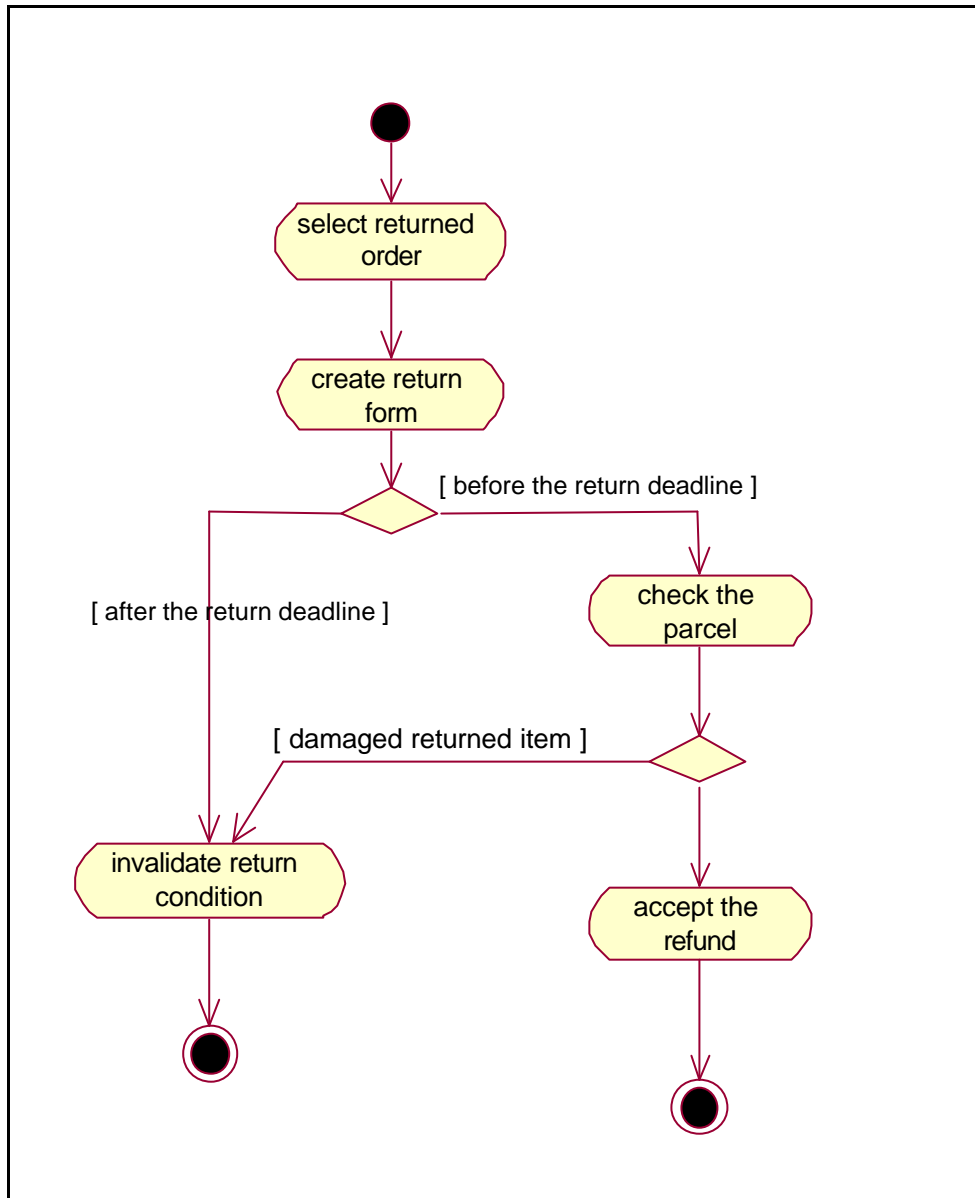 select returned
order
create return
form
[ before the return deadline ]
[ after the return deadline ]
check the
parcel
[ damaged returned item ]
invalidate return
condition
accept the
refund